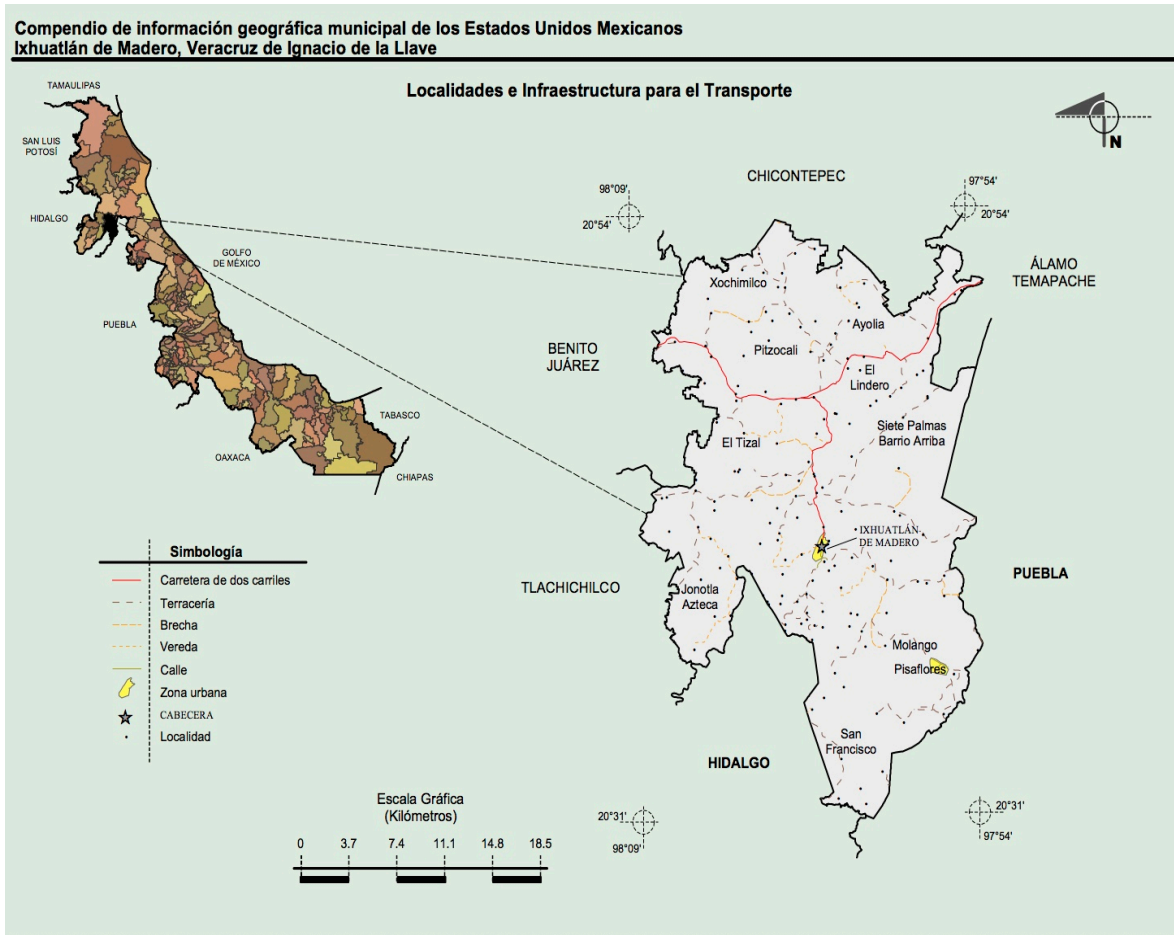 Compendio de información geográfica municipal de los Estados Unidos Mexicanos
Ixhuatlán de Madero, Veracruz de Ignacio de la Llave
Localidades e Infraestructura para el Transporte
N
TAMAULIPAS
SAN LUIS
POTOSÍ
HIDALGO
GOLFO
DE MÉXICO
PUEBLA
TABASCO
OAXACA
CHIAPAS
CHICONTEPEC
98°09'
20°54'
97°54'
20°54'
ÁLAMO
TEMAPACHE
Xochimilco
Ayolia
Pitzocali
BENITO
JUÁREZ
El
Lindero
Siete Palmas
Barrio Arriba
El Tizal
IXHUATLÁN
DE MADERO
PUEBLA
TLACHICHILCO
Jonotla
Azteca
Molango
Pisaflores
San
Francisco
HIDALGO
20°31'
98°09'
20°31'
97°54'
Simbología
Carretera de dos carriles
Terracería
Brecha
Vereda
Calle
Zona urbana
CABECERA
Localidad
Escala Gráfica
(Kilómetros)
0 3.7 7.4 11.1 14.8 18.5